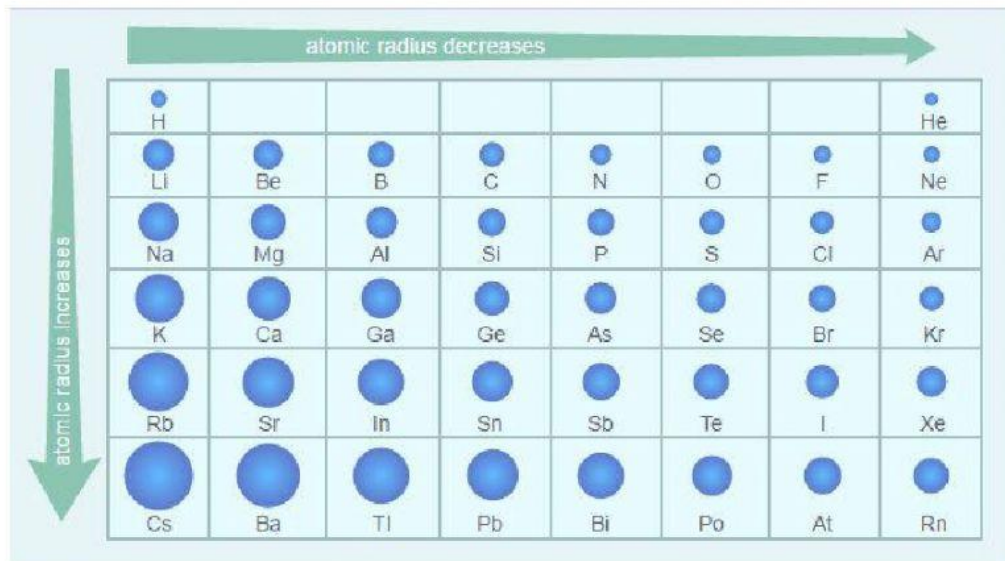 atomic radius decreases
atomic radius increases
H He
Li Be B C N O F Ne
Na Mg Al Si P S Cl Ar
K Ca Ga Ge As Se Br Kr
Rb Sr In Sn Sb Te I Xe
Cs Ba Tl Pb Bi Po At Rn